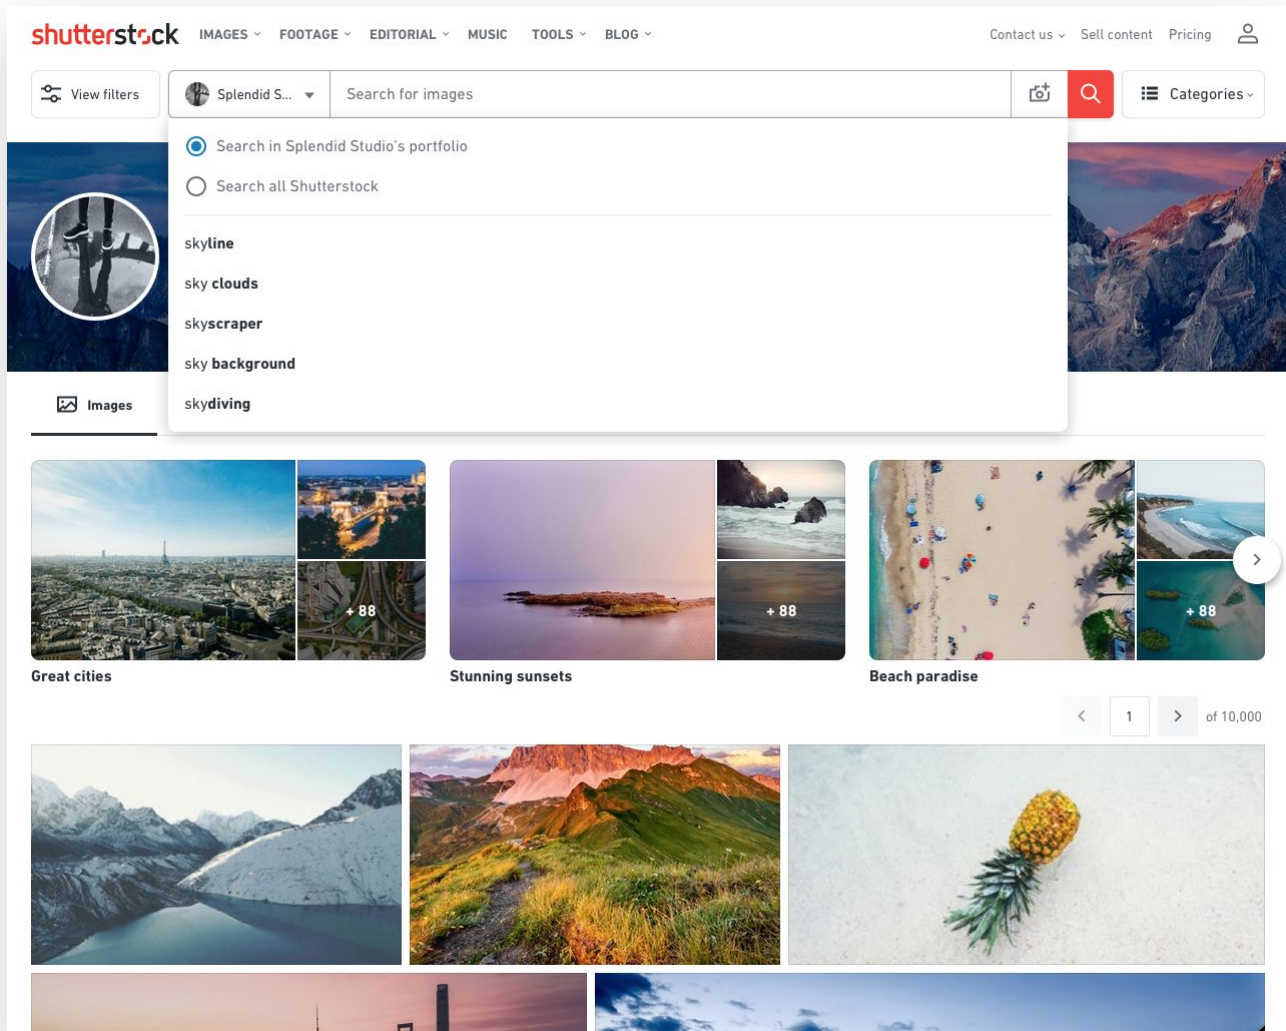 shutterstock IMAGES FOOTAGE EDITORIAL MUSIC TOOLS BLOG Contact us Sell content Pricing
View filters Splendid S... Search for images Categories
Search in Splendid Studio's portfolio
Search all Shutterstock
skyline
sky clouds
skyscraper
sky background
skydiving
Images
+ 88 + 88 + 88
Great cities Stunning sunsets Beach paradise
1 of 10,000